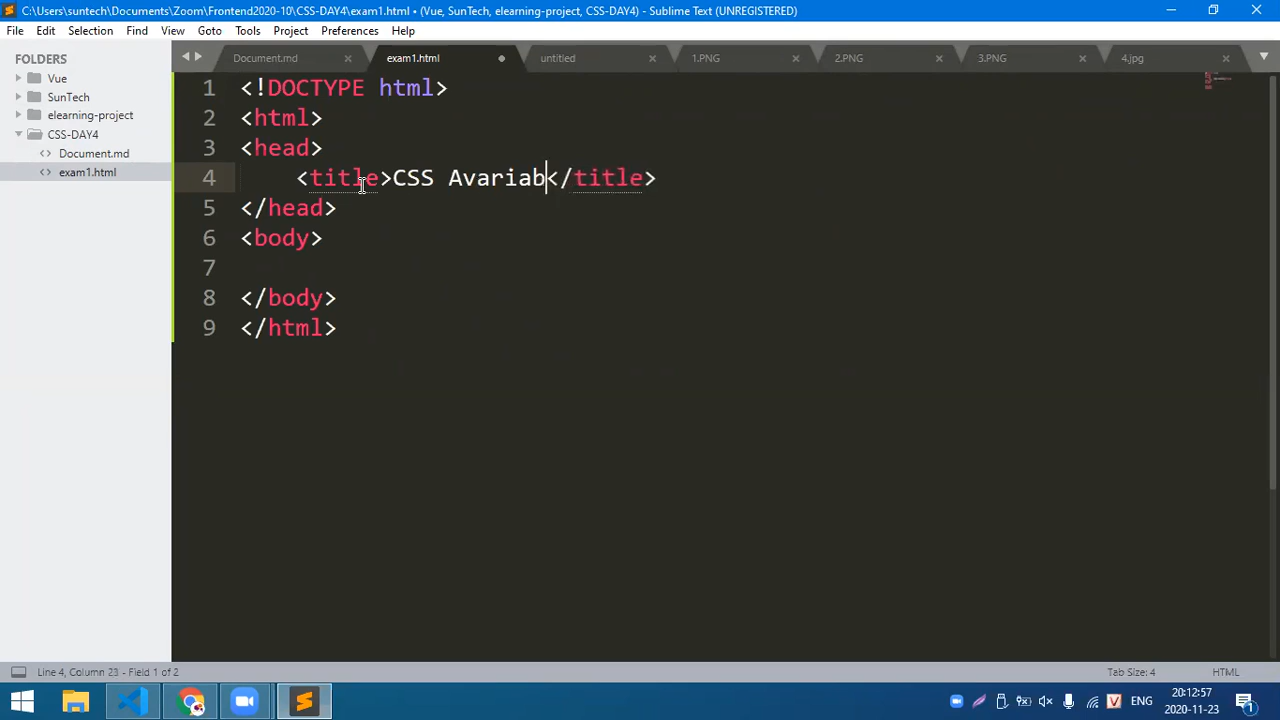 C:\Users\suntech\Documents\Zoom\Frontend2020-10\CSS-DAY4\exam1.html • (Vue, SunTech, elearning-project, CSS-DAY4) - Sublime Text (UNREGISTERED)
File Edit Selection Find View Goto Tools Project Preferences Help
FOLDERS
Vue
SunTech
elearning-project
CSS-DAY4
Document.md
exam1.html
Document.md exam1.html untitled 1.PNG 2.PNG 3.PNG 4.jpg
1 <!DOCTYPE html>
2 <html>
3 <head>
4 <title>CSS Avariab</title>
5 </head>
6 <body>
7
8 </body>
9 </html>
Line 4, Column 23 - Field 1 of 2 Tab Size: 4 HTML
V ENG
20:12:57
2020-11-23
1